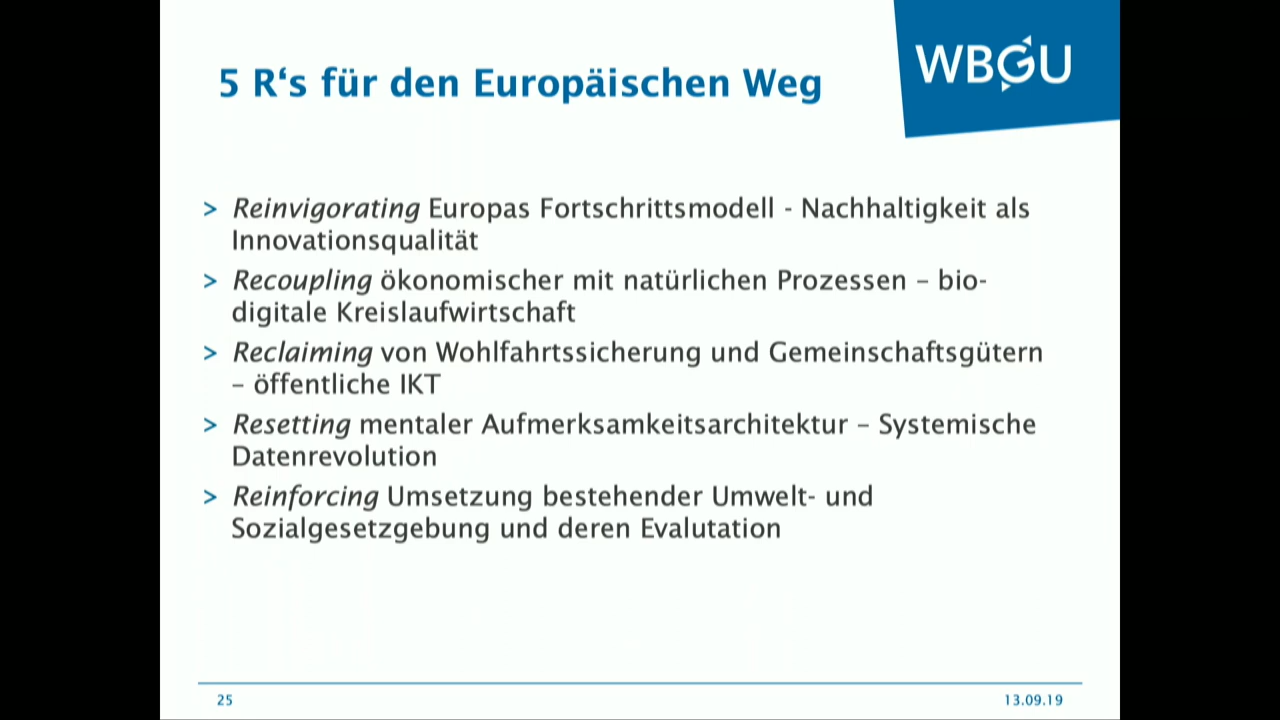 5 R‘s für den Europäischen Weg
WBGU
> Reinvigorating Europas Fortschrittsmodell - Nachhaltigkeit als
Innovationsqualität
> Recoupling ökonomischer mit natürlichen Prozessen – bio-
digitale Kreislaufwirtschaft
> Reclaiming von Wohlfahrtssicherung und Gemeinschaftsgütern
– öffentliche IKT
> Resetting mentaler Aufmerksamkeitsarchitektur – Systemische
Datenrevolution
> Reinforcing Umsetzung bestehender Umwelt- und
Sozialgesetzgebung und deren Evalutation
25
13.09.19